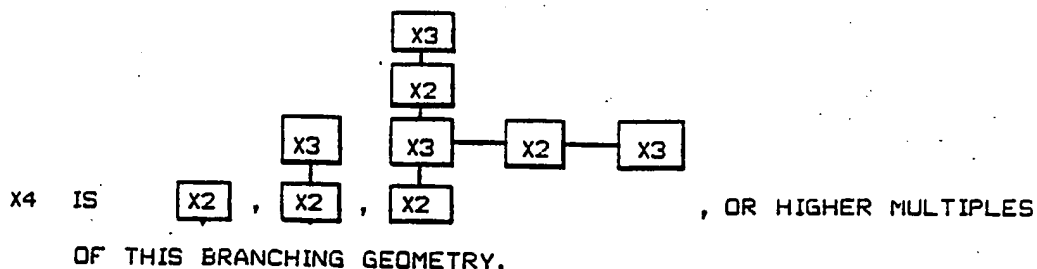 X3
X2
X3
X3 X2 X3
X4 IS X2 , X2 , X2 , OR HIGHER MULTIPLES
OF THIS BRANCHING GEOMETRY.